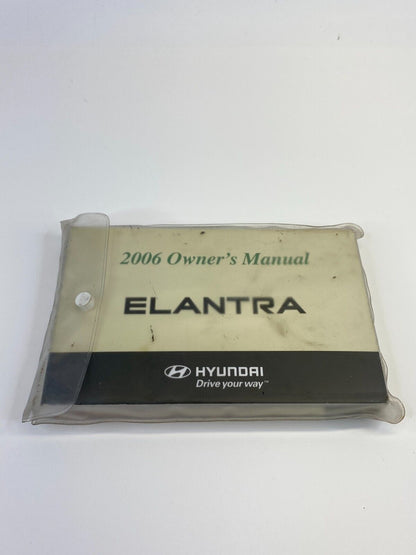 2006 Owner's Manual
ELANTRA
HYUNDAI
Drive your way™